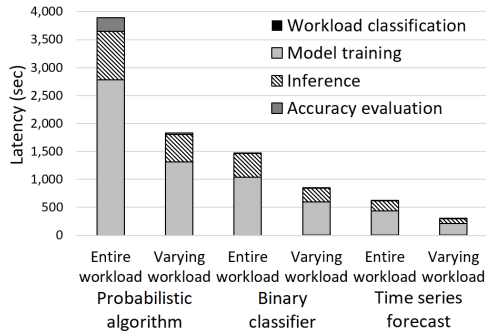 4,000
3,500
3,000
2,500
2,000
1,500
1,000
500
0
Latency (sec)
Workload classification
Model training
Inference
Accuracy evaluation
Entire Varying Entire Varying Entire Varying
workload workload workload workload workload workload
Probabilistic Binary Time series
algorithm classifier forecast